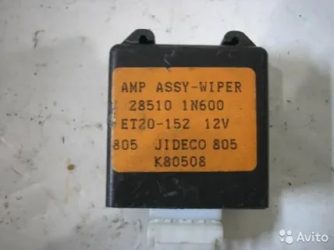 AMP ASSY-WIPER
28510 1N600
ET20-152 12V
805 JIDECO 805
K80508
Avito